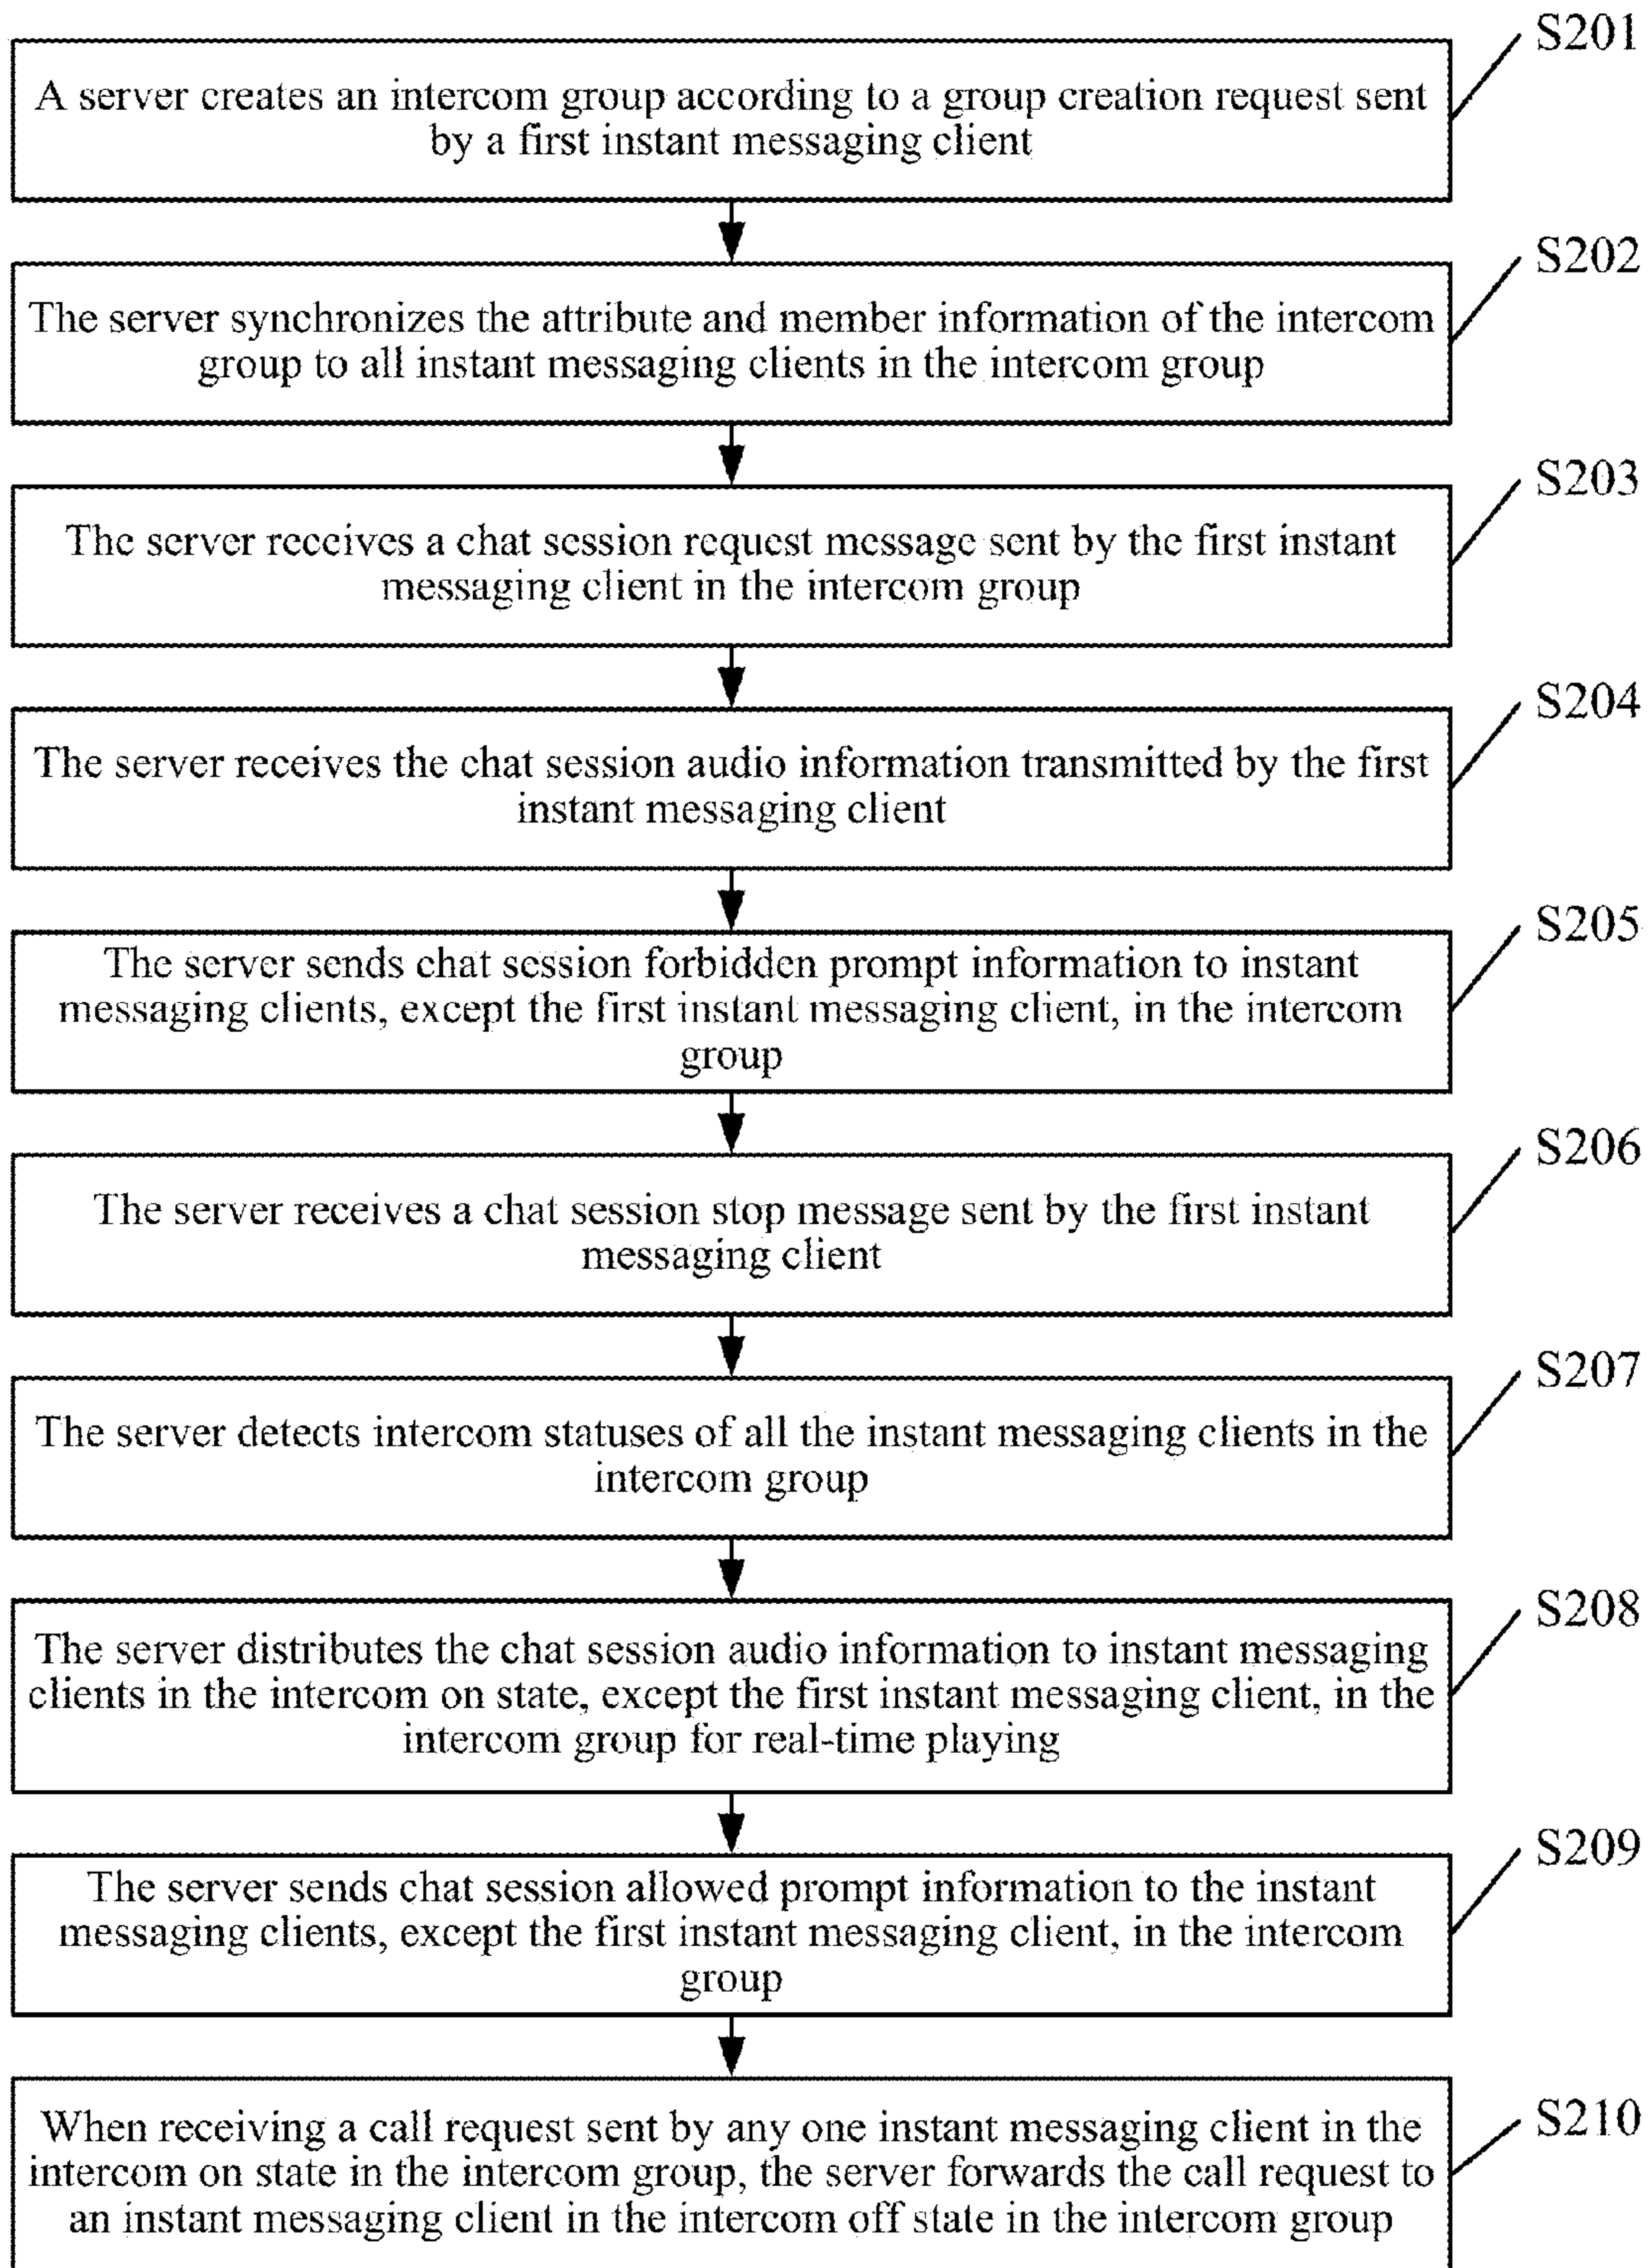 S201
A server creates an intercom group according to a group creation request sent
by a first instant messaging client
S202
The server synchronizes the attribute and member information of the intercom
group to all instant messaging clients in the intercom group
S203
The server receives a chat session request message sent by the first instant
messaging client in the intercom group
S204
The server receives the chat session audio information transmitted by the first
instant messaging client
S205
The server sends chat session forbidden prompt information to instant
messaging clients, except the first instant messaging client, in the intercom
group
S206
The server receives a chat session stop message sent by the first instant
messaging client
S207
The server detects intercom statuses of all the instant messaging clients in the
intercom group
S208
The server distributes the chat session audio information to instant messaging
clients in the intercom on state, except the first instant messaging client, in the
intercom group for real-time playing
S209
The server sends chat session allowed prompt information to the instant
messaging clients, except the first instant messaging client, in the intercom
group
S210
When receiving a call request sent by any one instant messaging client in the
intercom on state in the intercom group, the server forwards the call request to
an instant messaging client in the intercom off state in the intercom group